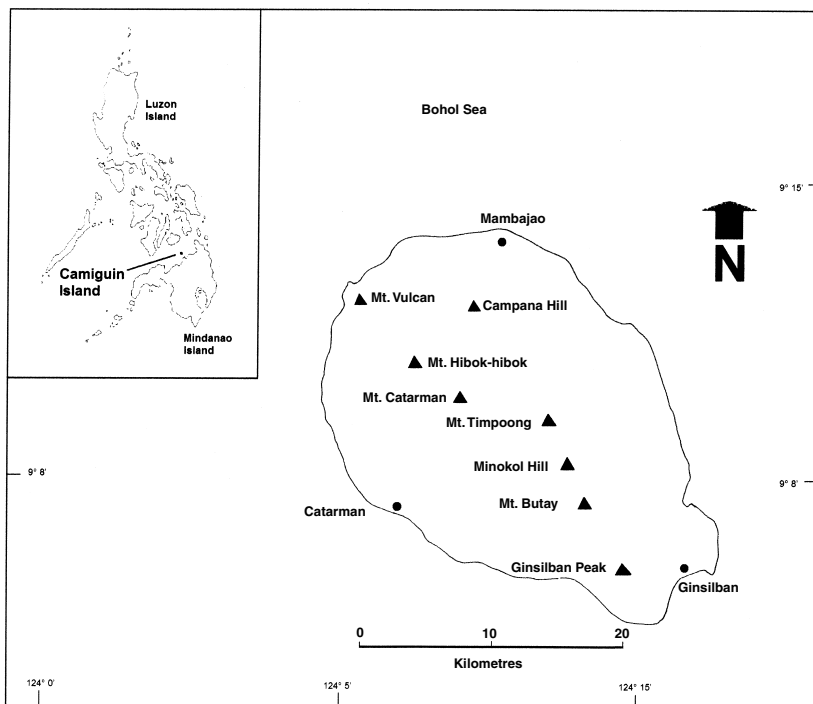 Luzon
Island
Camiguin
Island
Mindanao
Island
Bohol Sea
9° 15'
Mambajao
N
Mt. Vulcan
Campana Hill
Mt. Hibok-hibok
Mt. Catarman
Mt. Timpoong
Minokol Hill
9° 8'
9° 8'
Mt. Butay
Catarman
Ginsilban Peak
Ginsilban
0 10 20
Kilometres
124° 0'
124° 5'
124° 15'